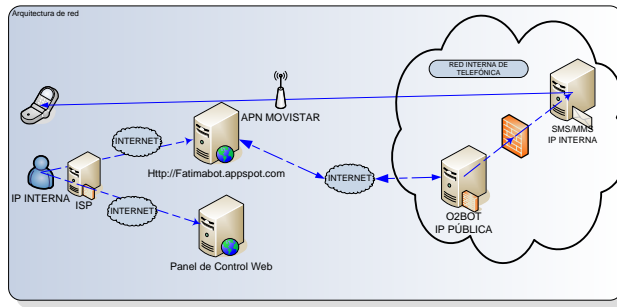 Arquitectura de red
RED INTERNA DE
TELEFÓNICA
APN MOVISTAR
SMS/MMS
IP INTERNA
INTERNET
Http://Fatimabot.appspot.com
INTERNET
IP INTERNA
ISP
INTERNET
O2BOT
IP PÚBLICA
Panel de Control Web